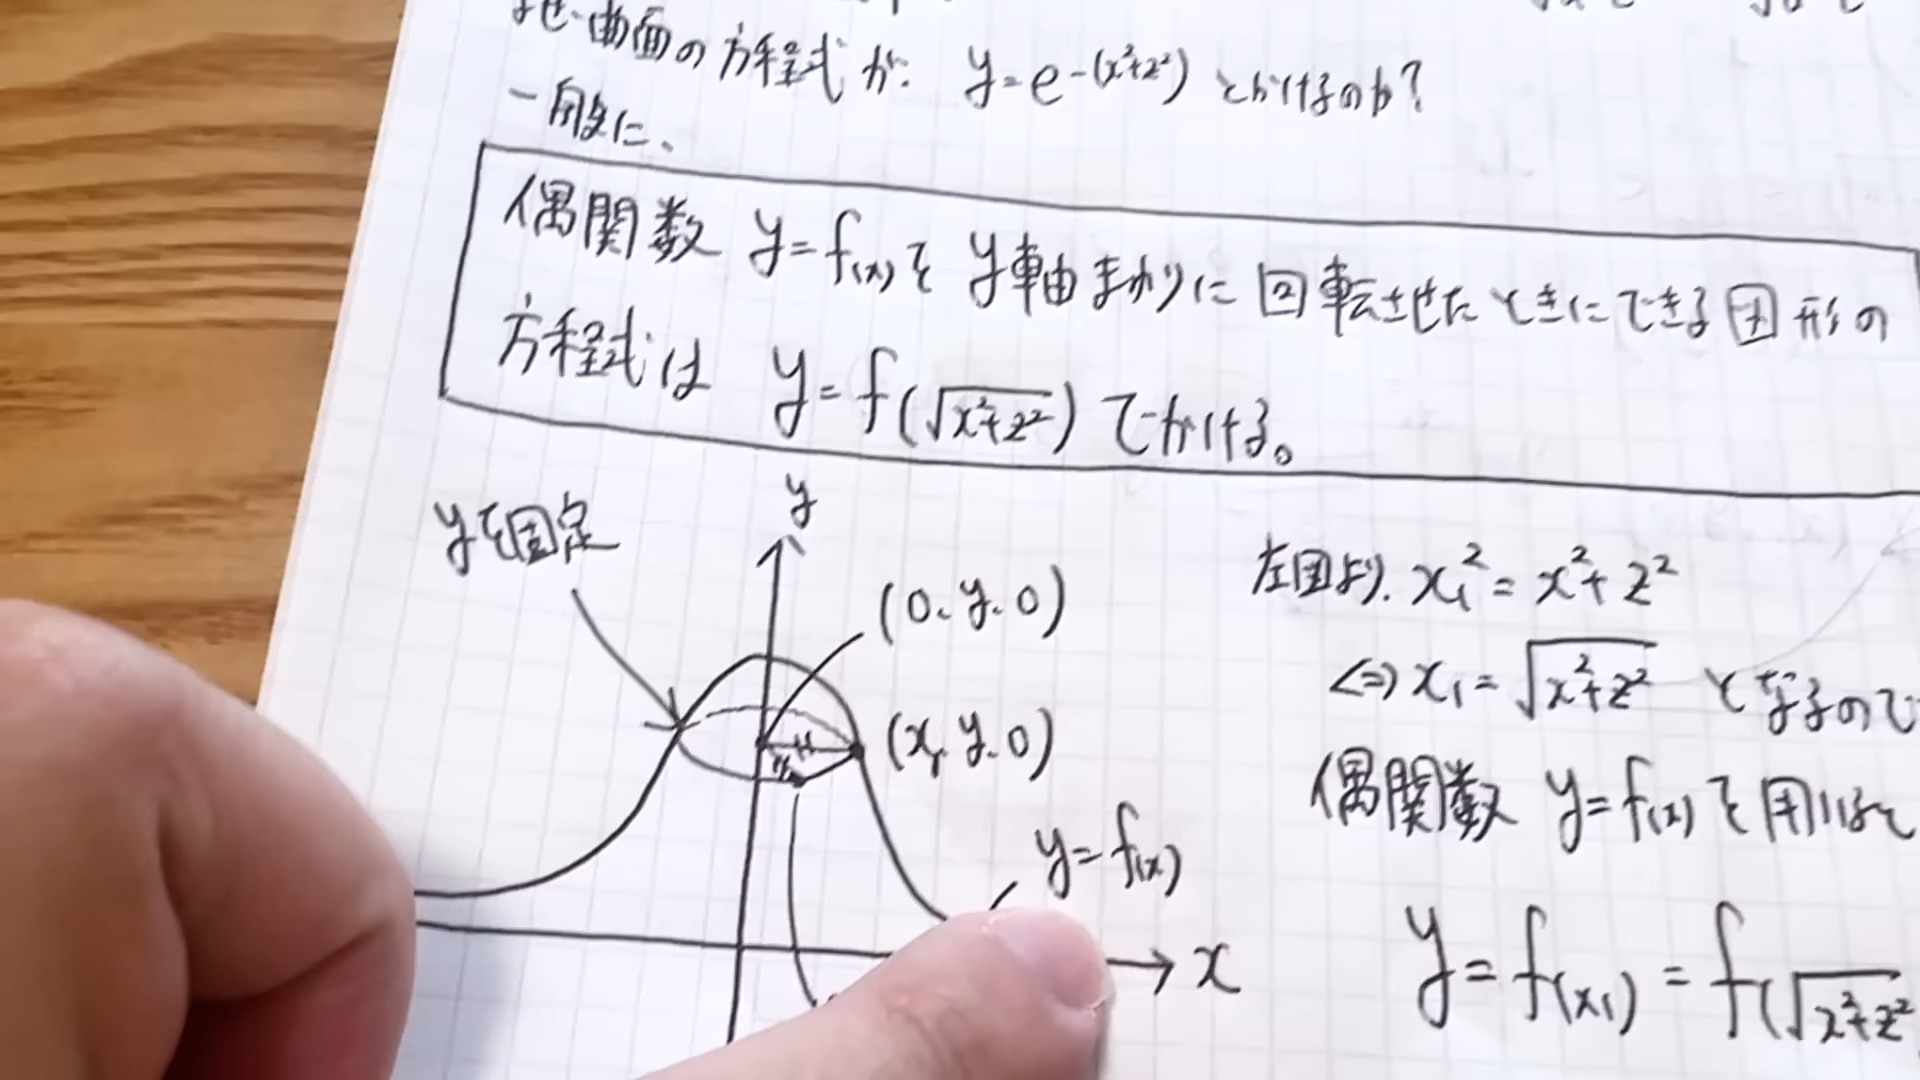 曲面の方程式が y=e-(x²+z²) とかけるのか?
一般に、
偶関数 y=f(x)を y軸まわりに回転させたときにできる図形の
方程式は y=f(√x²+z²) でかける。
yを固定
y
(0.y.0)
(x₁ y.0)
y=f(x)
x
左図より. x₁²=x²+z²
⇔ x₁=√x²+z² となるので
偶関数 y=f(x)を用いると
y=f(x₁)=f(√x²+z²